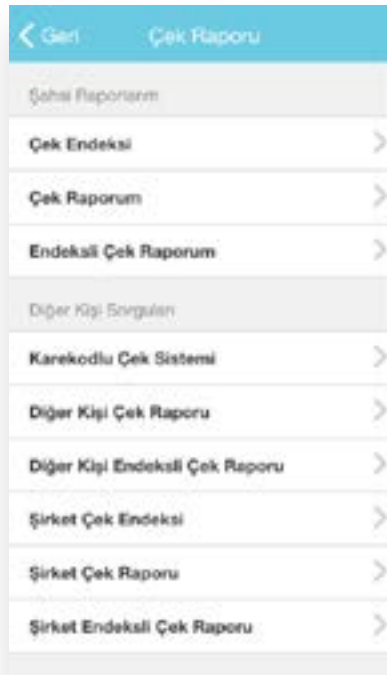 Geri
Çek Raporu
Şahsi Raporlarım
Çek Endeksi
Çek Raporum
Endeksli Çek Raporum
Diğer Kişi Sorguları
Karekodlu Çek Sistemi
Diğer Kişi Çek Raporu
Diğer Kişi Endeksli Çek Raporu
Şirket Çek Endeksi
Şirket Çek Raporu
Şirket Endeksli Çek Raporu